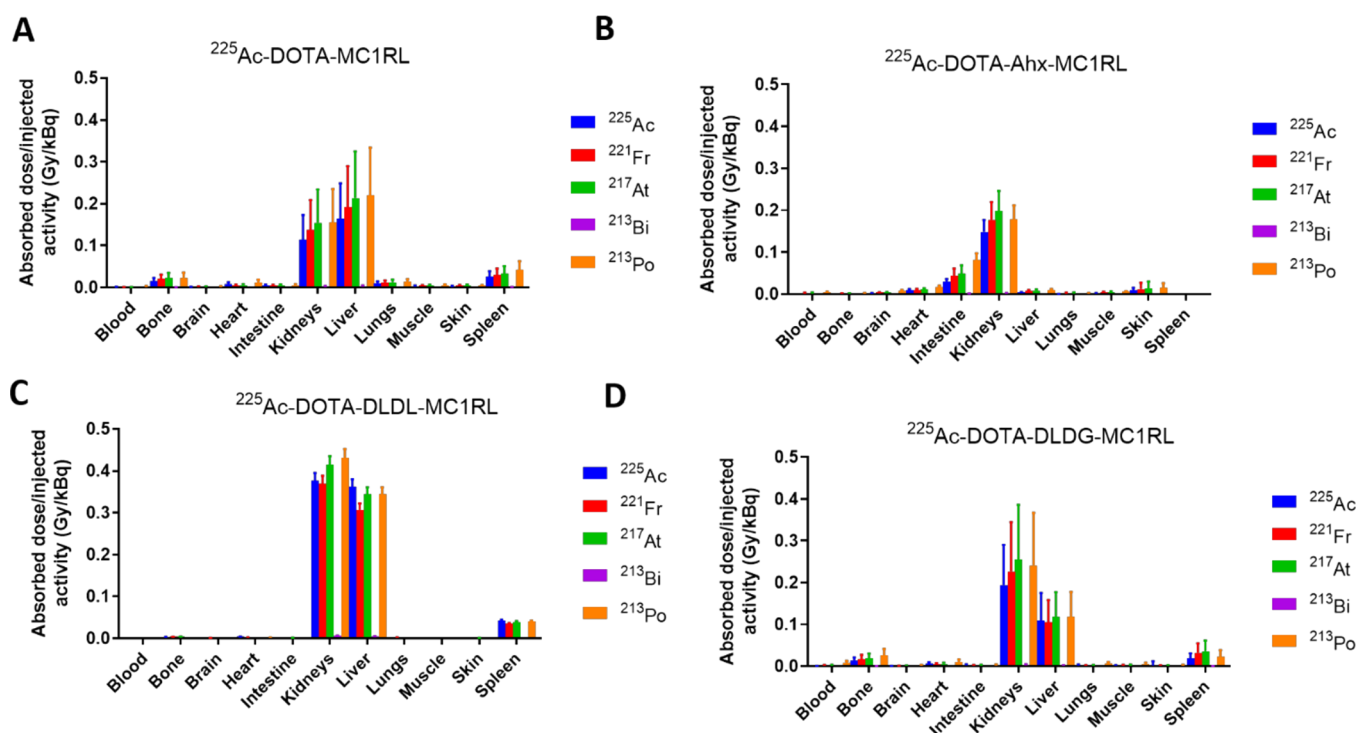 A
²²⁵Ac-DOTA-MC1RL
Absorbed dose/injected
activity (Gy/kBq)
0.5
0.4
0.3
0.2
0.1
0.0
Blood
Bone
Brain
Heart
Intestine
Kidneys
Liver
Lungs
Muscle
Skin
Spleen
²²⁵Ac
²²¹Fr
²¹⁷At
²¹³Bi
²¹³Po
B
²²⁵Ac-DOTA-Ahx-MC1RL
Absorbed dose/injected
activity (Gy/kBq)
0.5
0.4
0.3
0.2
0.1
0.0
Blood
Bone
Brain
Heart
Intestine
Kidneys
Liver
Lungs
Muscle
Skin
Spleen
²²⁵Ac
²²¹Fr
²¹⁷At
²¹³Bi
²¹³Po
C
²²⁵Ac-DOTA-DLDL-MC1RL
Absorbed dose/injected
activity (Gy/kBq)
0.5
0.4
0.3
0.2
0.1
0.0
Blood
Bone
Brain
Heart
Intestine
Kidneys
Liver
Lungs
Muscle
Skin
Spleen
²²⁵Ac
²²¹Fr
²¹⁷At
²¹³Bi
²¹³Po
D
²²⁵Ac-DOTA-DLDG-MC1RL
Absorbed dose/injected
activity (Gy/kBq)
0.5
0.4
0.3
0.2
0.1
0.0
Blood
Bone
Brain
Heart
Intestine
Kidneys
Liver
Lungs
Muscle
Skin
Spleen
²²⁵Ac
²²¹Fr
²¹⁷At
²¹³Bi
²¹³Po